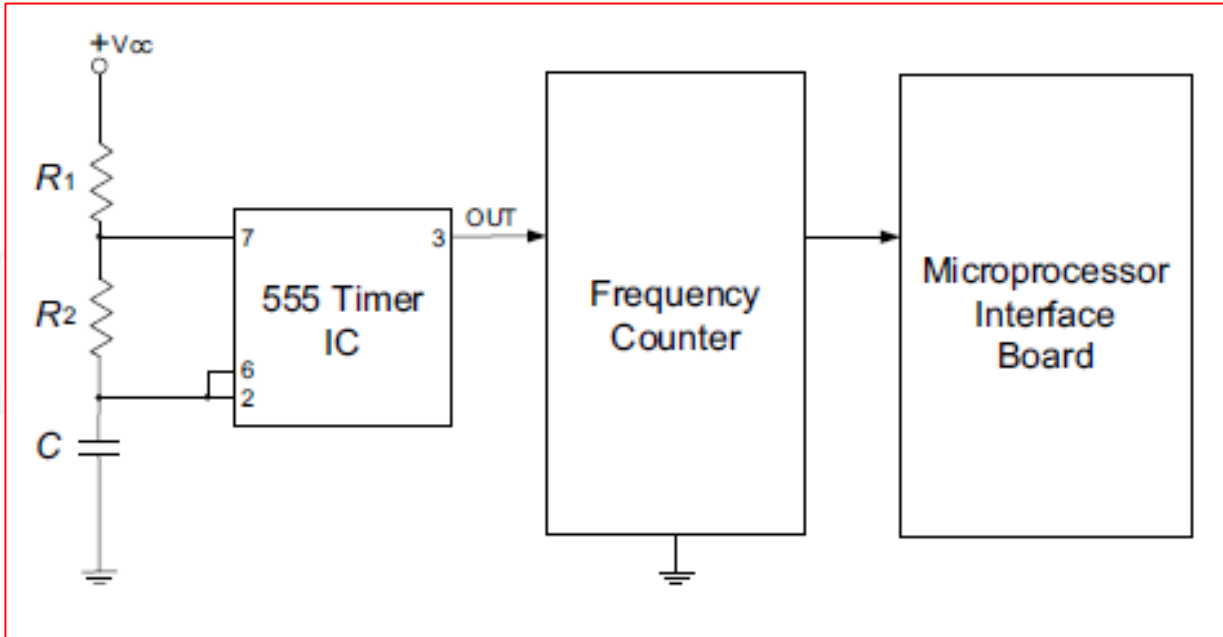 +Vcc
R1
7
OUT
3
555 Timer
IC
R2
6
2
C
Frequency
Counter
Microprocessor
Interface
Board